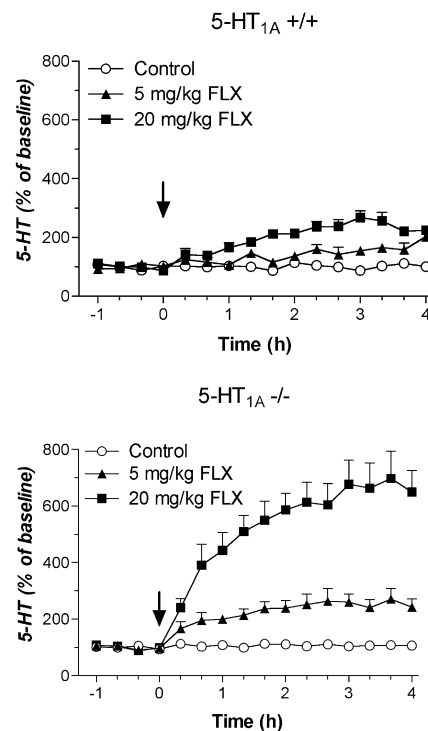 5-HT1A +/+
800
600
400
200
0
5-HT (% of baseline)
Control
5 mg/kg FLX
20 mg/kg FLX
-1 0 1 2 3 4
Time (h)
5-HT1A -/-
800
600
400
200
0
5-HT (% of baseline)
Control
5 mg/kg FLX
20 mg/kg FLX
-1 0 1 2 3 4
Time (h)